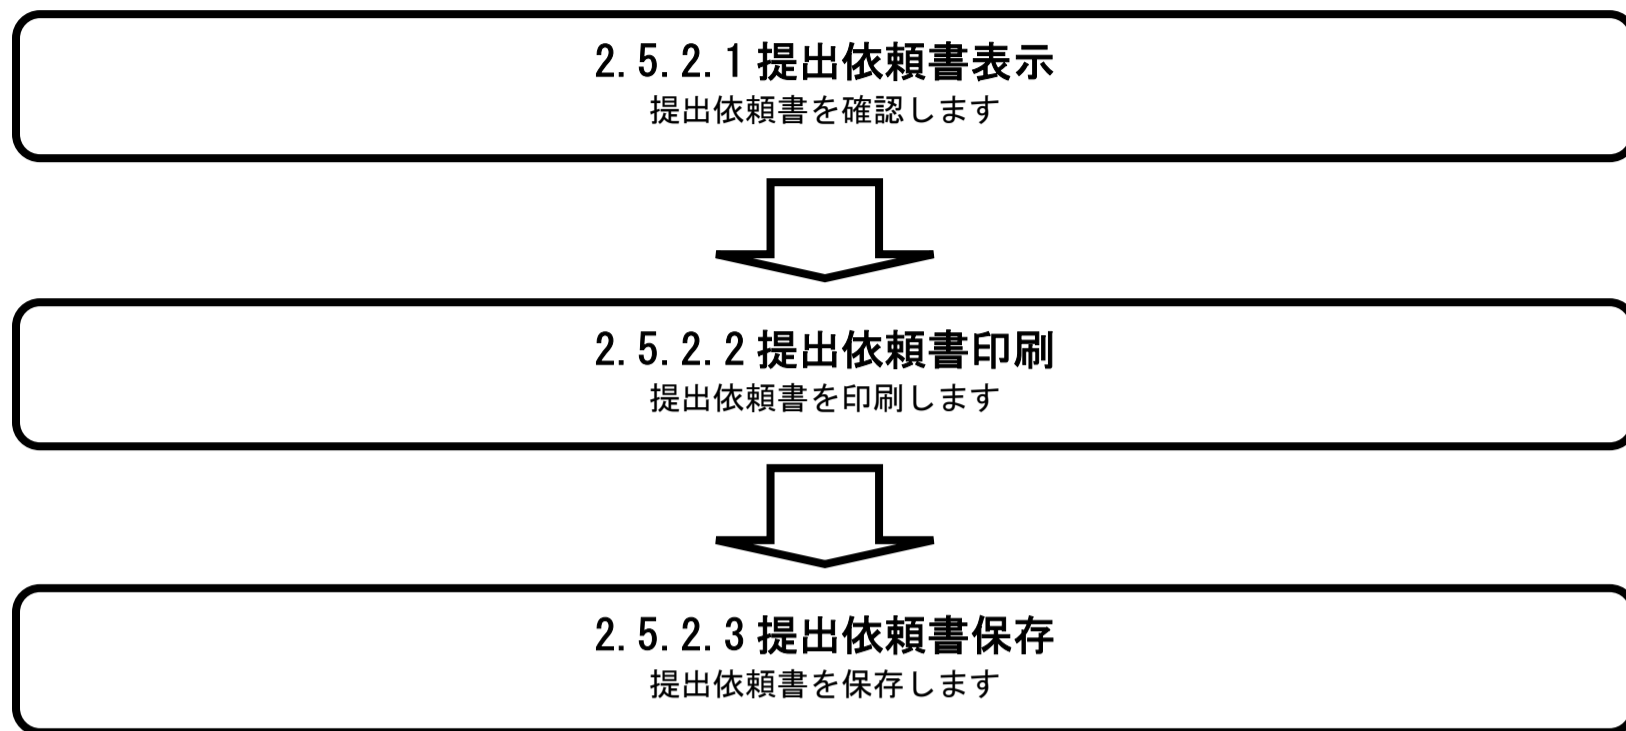 2.5.2.1 提出依頼書表示
提出依頼書を確認します
2.5.2.2 提出依頼書印刷
提出依頼書を印刷します
2.5.2.3 提出依頼書保存
提出依頼書を保存します